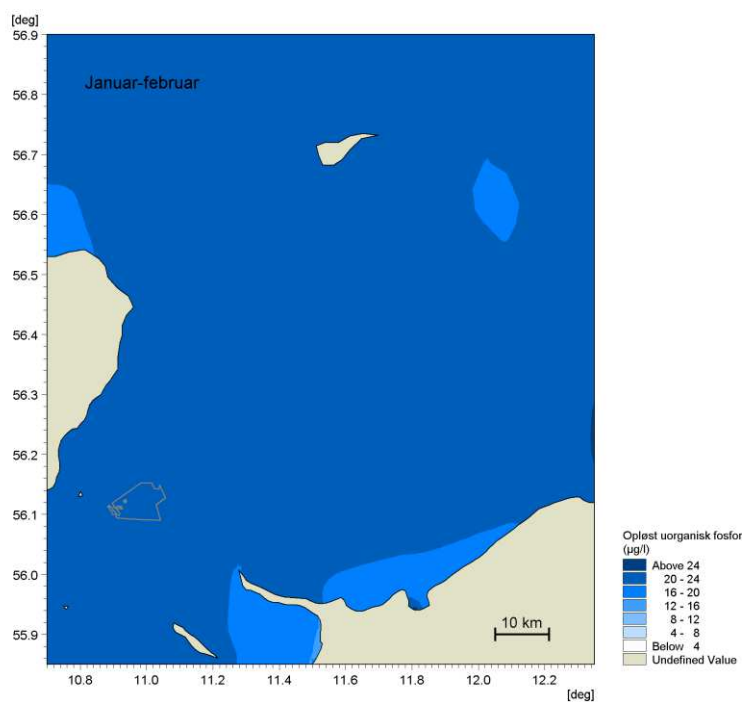 [deg]
56.9
Januar-februar
56.8
56.7
56.6
56.5
56.4
56.3
56.2
56.1
56.0
55.9
10 km
10.8 11.0 11.2 11.4 11.6 11.8 12.0 12.2
[deg]
Opløst uorganisk fosfor
(µg/l)
Above 24
20 - 24
16 - 20
12 - 16
8 - 12
4 - 8
Below 4
Undefined Value